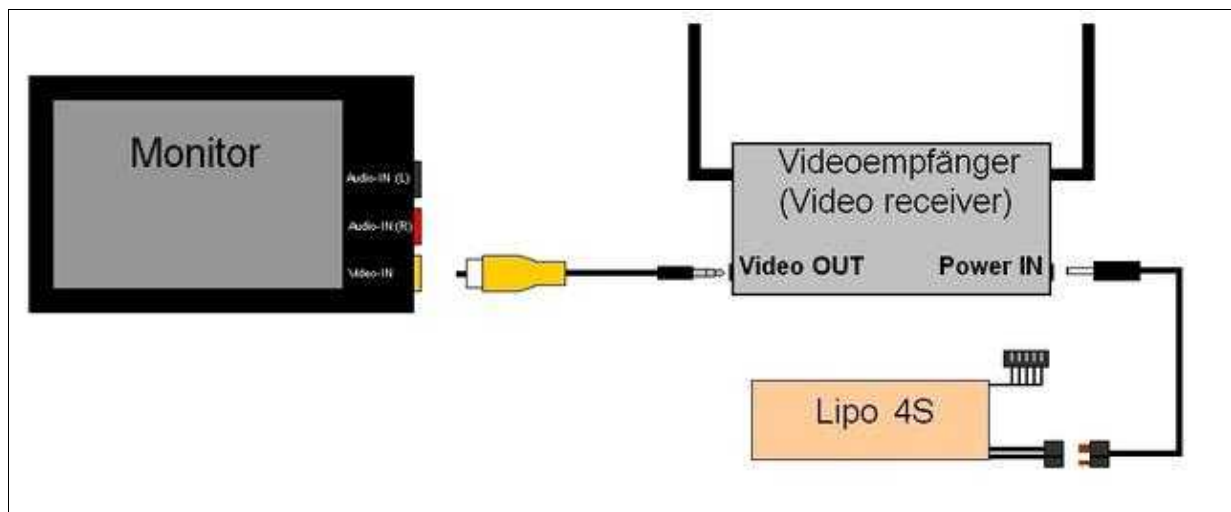 Monitor
Audio-IN (L)
Audio-IN (R)
Video-IN
Videoempfänger
(Video receiver)
Video OUT
Power IN
Lipo 4S